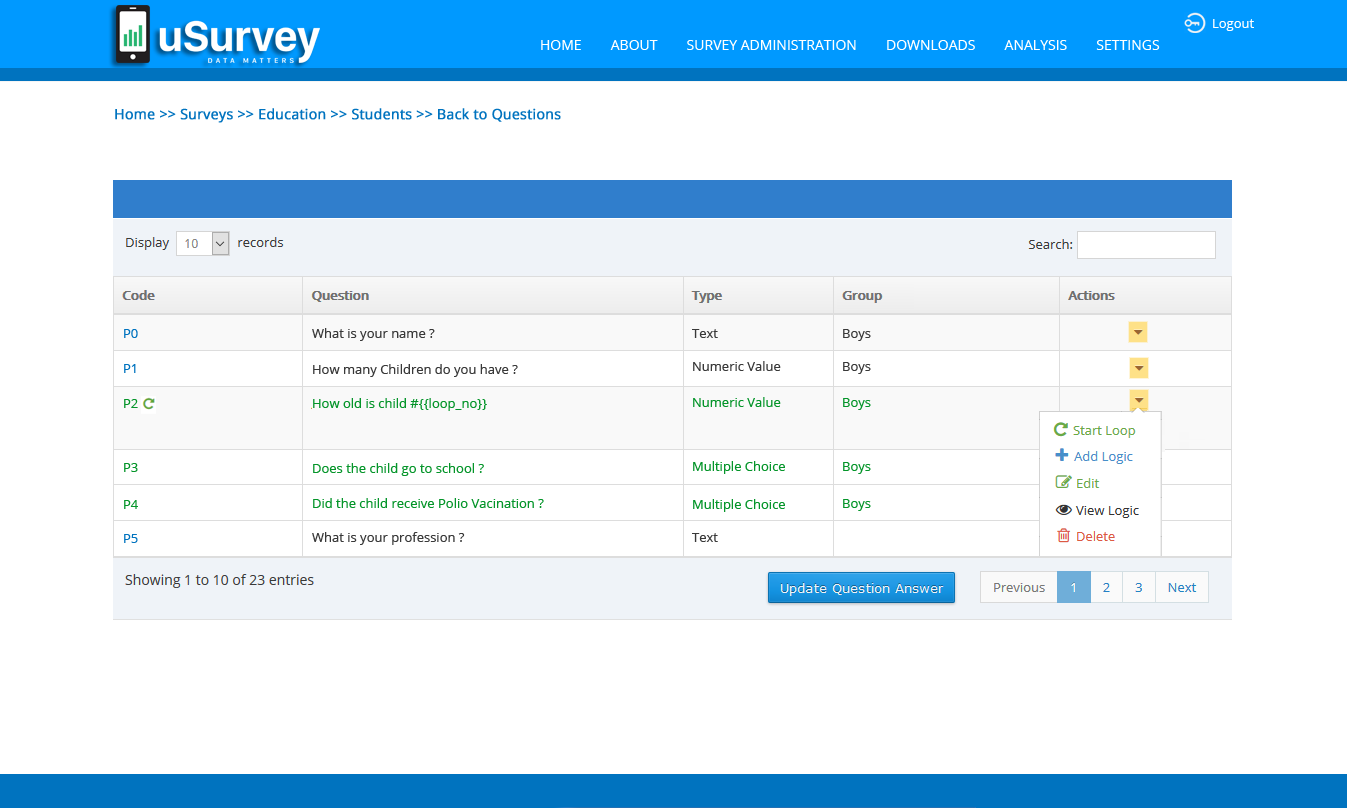 uSurvey
DATA MATTERS
HOME ABOUT SURVEY ADMINISTRATION DOWNLOADS ANALYSIS SETTINGS
Logout
Home >> Surveys >> Education >> Students >> Back to Questions
Display 10 records Search:
Code Question Type Group Actions
P0 What is your name ? Text Boys
P1 How many Children do you have ? Numeric Value Boys
P2 How old is child #{{loop_no}} Numeric Value Boys
Start Loop
Add Logic
Edit
View Logic
Delete
P3 Does the child go to school ? Multiple Choice Boys
P4 Did the child receive Polio Vacination ? Multiple Choice Boys
P5 What is your profession ? Text
Showing 1 to 10 of 23 entries Update Question Answer Previous 1 2 3 Next